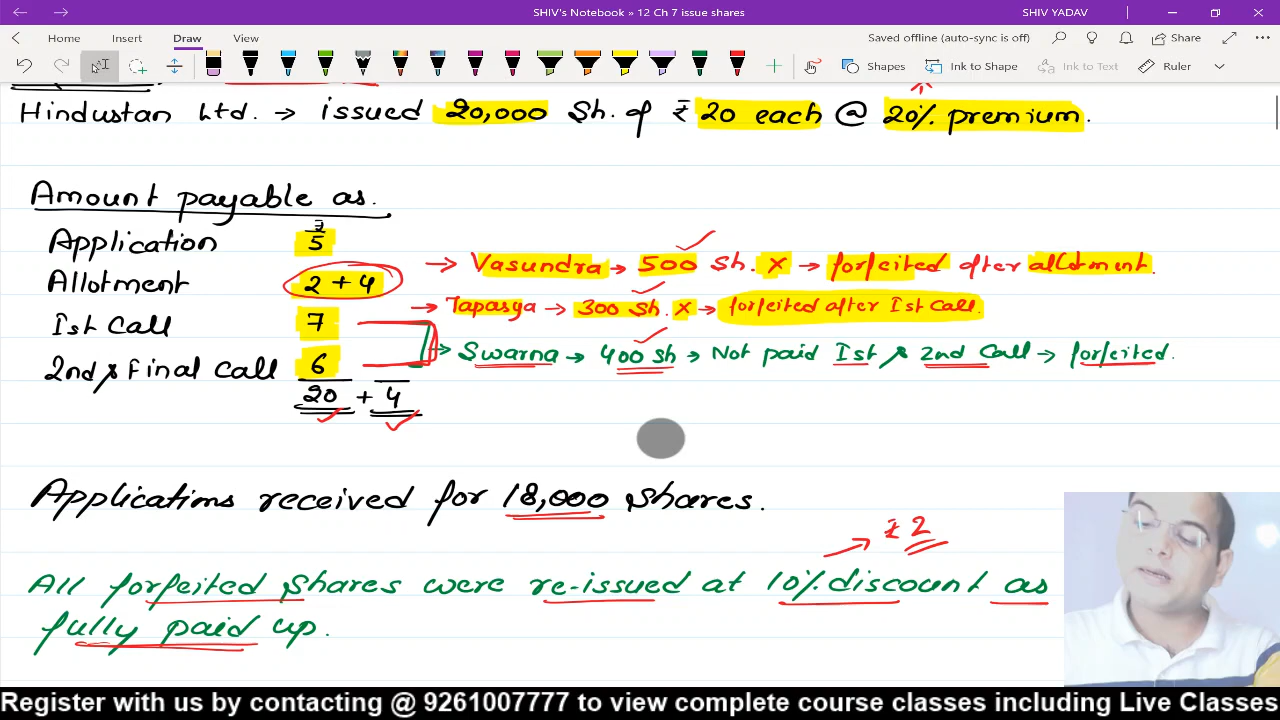 SHIV's Notebook » 12 Ch 7 issue shares
SHIV YADAV
Home Insert Draw View
Saved offline (auto-sync is off)
Share
Shapes
Ink to Shape
Ink to Text
Ruler
Hindustan Ltd. → issued 20,000 Sh. of ₹ 20 each @ 20% premium.
Amount payable as.
₹
Application 5
Allotment 2 + 4
Ist Call 7
2nd & Final Call 6
20 + 4
→ Vasundra → 500 Sh. X → forfeited after allotment.
→ Tapasya → 300 Sh. X → forfeited after Ist Call.
→ Swarna → 400 sh → Not paid Ist & 2nd Call → forfeited.
Applications received for 18,000 Shares.
₹ 2
All forfeited Shares were re-issued at 10% discount as
fully paid up.
Register with us by contacting @ 9261007777 to view complete course classes including Live Classes